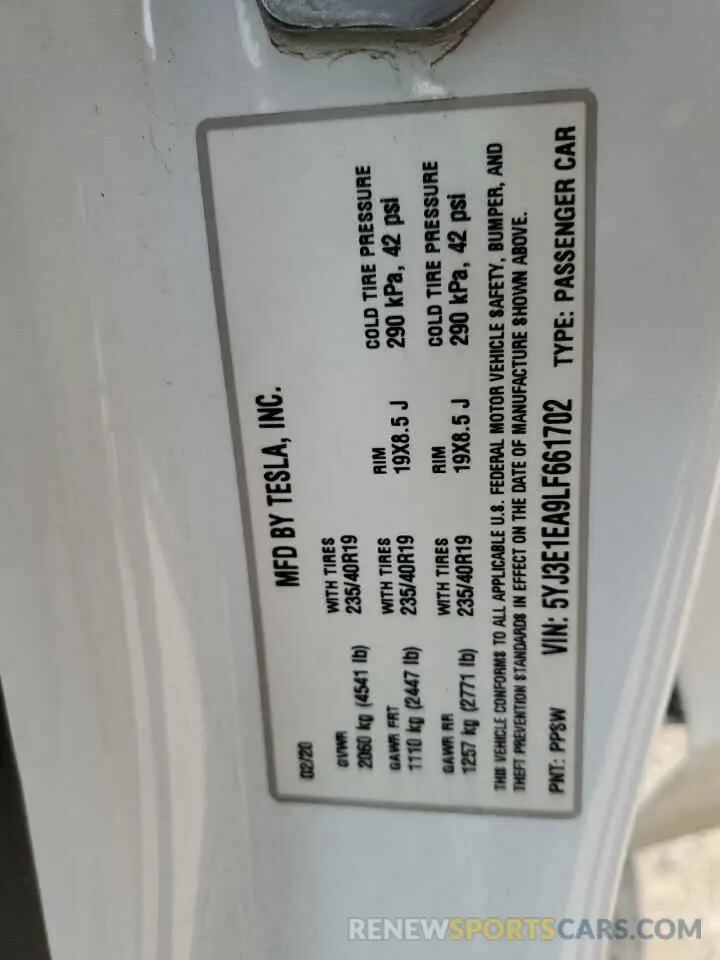 MFD BY TESLA, INC.
02/20
GVWR
2060 kg (4541 lb)
WITH TIRES
235/40R19
GAWR FRT
1110 kg (2447 lb)
WITH TIRES
235/40R19
RIM
19X8.5 J
COLD TIRE PRESSURE
290 kPa, 42 psi
GAWR RR
1257 kg (2771 lb)
WITH TIRES
235/40R19
RIM
19X8.5 J
COLD TIRE PRESSURE
290 kPa, 42 psi
THIS VEHICLE CONFORMS TO ALL APPLICABLE U.S. FEDERAL MOTOR VEHICLE SAFETY, BUMPER, AND
THEFT PREVENTION STANDARDS IN EFFECT ON THE DATE OF MANUFACTURE SHOWN ABOVE.
PNT: PPSW VIN: 5YJ3E1EA9LF661702 TYPE: PASSENGER CAR
RENEWSPORTSCARS.COM